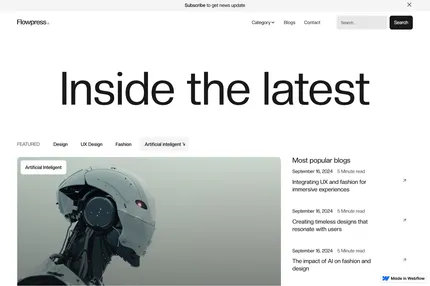 Subscribe to get news update
Flowpress
Category
Blogs
Contact
Search...
Search
Inside the latest
FEATURED
Design
UX Design
Fashion
Artificial inteligent
Artificial Inteligent
Most popular blogs
September 16, 2024 5 Minute read
Integrating UX and fashion for
immersive experiences
September 16, 2024 5 Minute read
Creating timeless designs that
resonate with users
September 16, 2024 5 Minute read
The impact of AI on fashion and
design
Made in Webflow